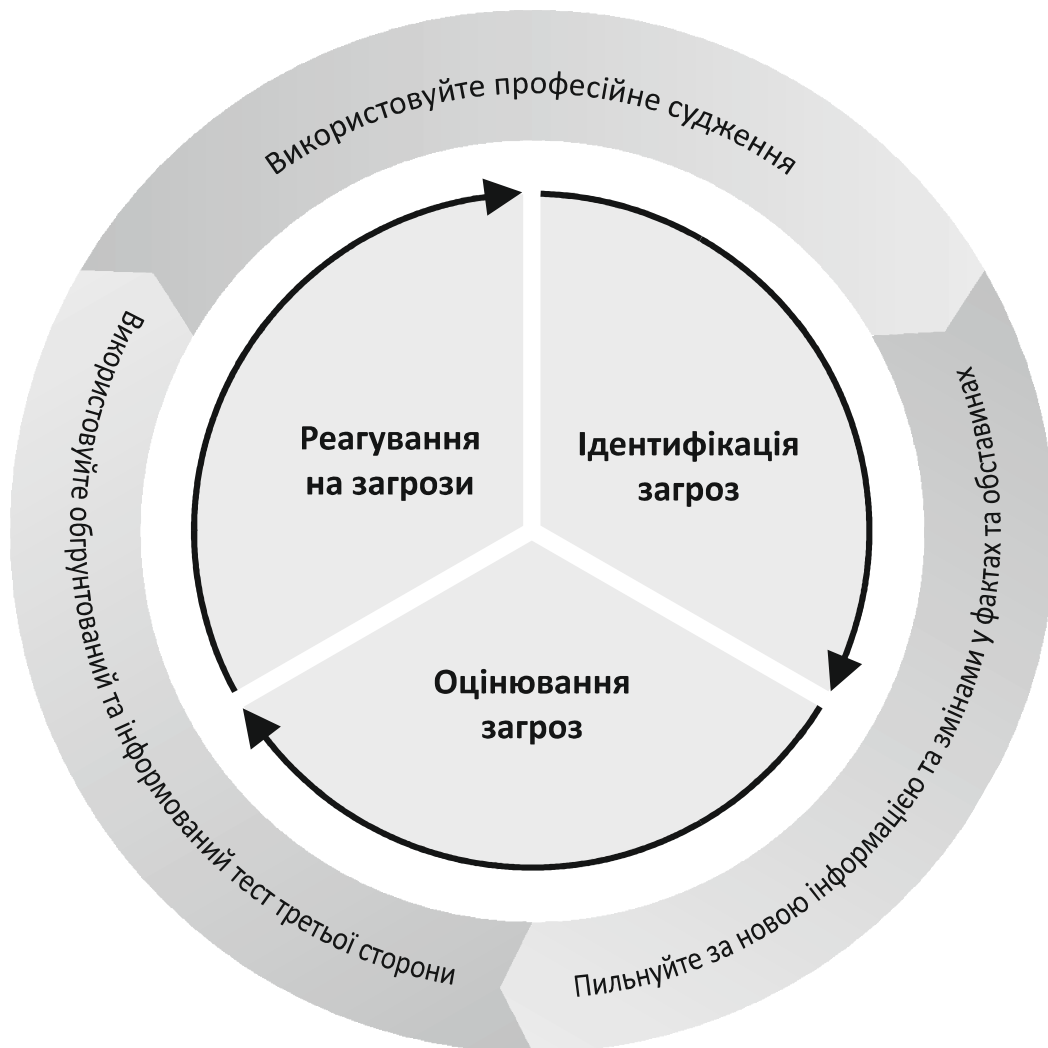 Використовуйте професійне судження
Пильнуйте за новою інформацією та змінами у фактах та обставинах
Використовуйте обґрунтований та інформований тест третьої сторони
Реагування
на загрози
Ідентифікація
загроз
Оцінювання
загроз